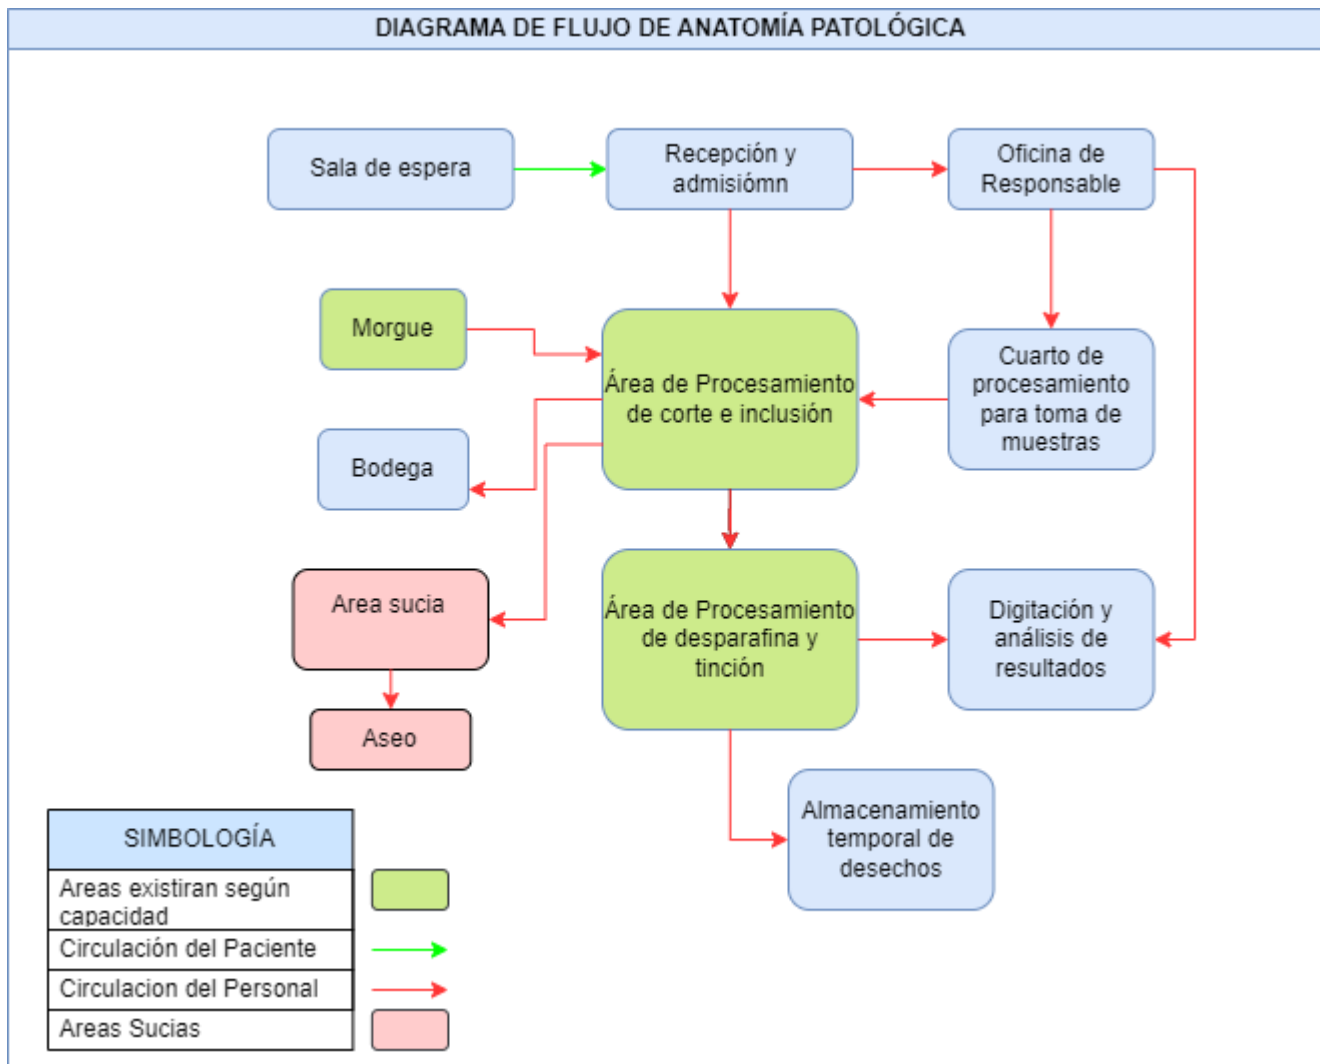 DIAGRAMA DE FLUJO DE ANATOMÍA PATOLÓGICA
Sala de espera
Recepción y
admisiómn
Oficina de
Responsable
Morgue
Área de Procesamiento
de corte e inclusión
Cuarto de
procesamiento
para toma de
muestras
Bodega
Area sucia
Área de Procesamiento
de desparafina y
tinción
Digitación y
análisis de
resultados
Aseo
Almacenamiento
temporal de
desechos
SIMBOLOGÍA
Areas existiran según
capacidad
Circulación del Paciente
Circulacion del Personal
Areas Sucias